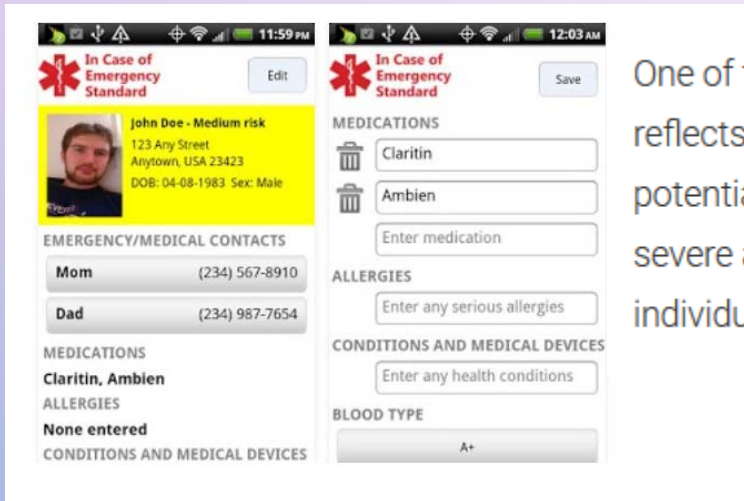 11:59 PM
In Case of
Emergency
Standard
Edit
John Doe - Medium risk
123 Any Street
Anytown, USA 23423
DOB: 04-08-1983 Sex: Male
EMERGENCY/MEDICAL CONTACTS
Mom (234) 567-8910
Dad (234) 987-7654
MEDICATIONS
Claritin, Ambien
ALLERGIES
None entered
CONDITIONS AND MEDICAL DEVICES
12:03 AM
In Case of
Emergency
Standard
Save
MEDICATIONS
Claritin
Ambien
Enter medication
ALLERGIES
Enter any serious allergies
CONDITIONS AND MEDICAL DEVICES
Enter any health conditions
BLOOD TYPE
A+
One of
reflects
severe